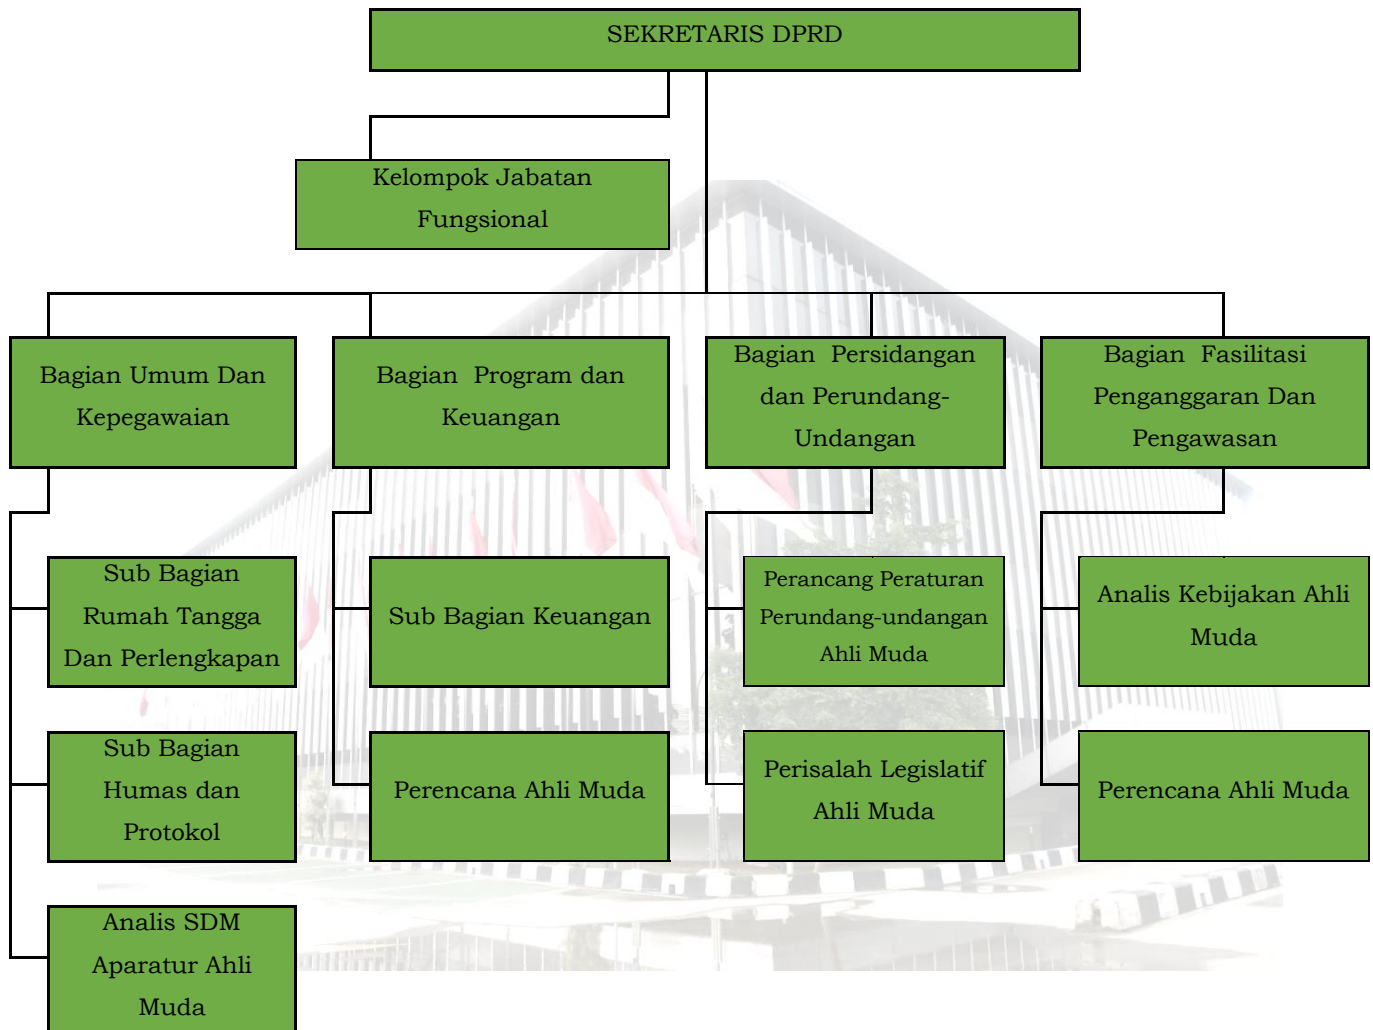 SEKRETARIS DPRD
Kelompok Jabatan
Fungsional
Bagian Umum Dan
Kepegawaian
Bagian Program dan
Keuangan
Bagian Persidangan
dan Perundang-
Undangan
Bagian Fasilitasi
Penganggaran Dan
Pengawasan
Sub Bagian
Rumah Tangga
Dan Perlengkapan
Sub Bagian Keuangan
Perancang Peraturan
Perundang-undangan
Ahli Muda
Analis Kebijakan Ahli
Muda
Sub Bagian
Humas dan
Protokol
Perencana Ahli Muda
Perisalah Legislatif
Ahli Muda
Perencana Ahli Muda
Analis SDM
Aparatur Ahli
Muda